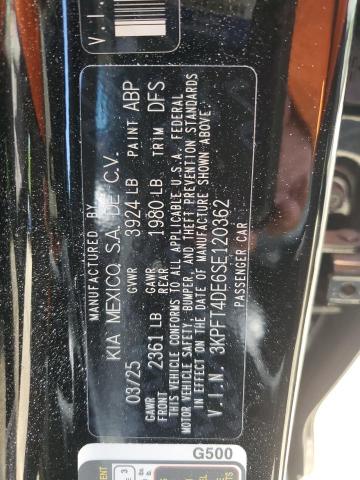 MANUFACTURED BY
KIA MEXICO, S.A. DE C.V.
03/25 GVWR 3924 LB PAINT ABP
GAWR FRONT 2361 LB GAWR REAR 1980 LB TRIM DFS
THIS VEHICLE CONFORMS TO ALL APPLICABLE U.S.A. FEDERAL
MOTOR VEHICLE SAFETY, BUMPER, AND THEFT PREVENTION STANDARDS
IN EFFECT ON THE DATE OF MANUFACTURE SHOWN ABOVE.
V.I.N. 3KPFT4DE6SE120362
PASSENGER CAR
V.I.
G500